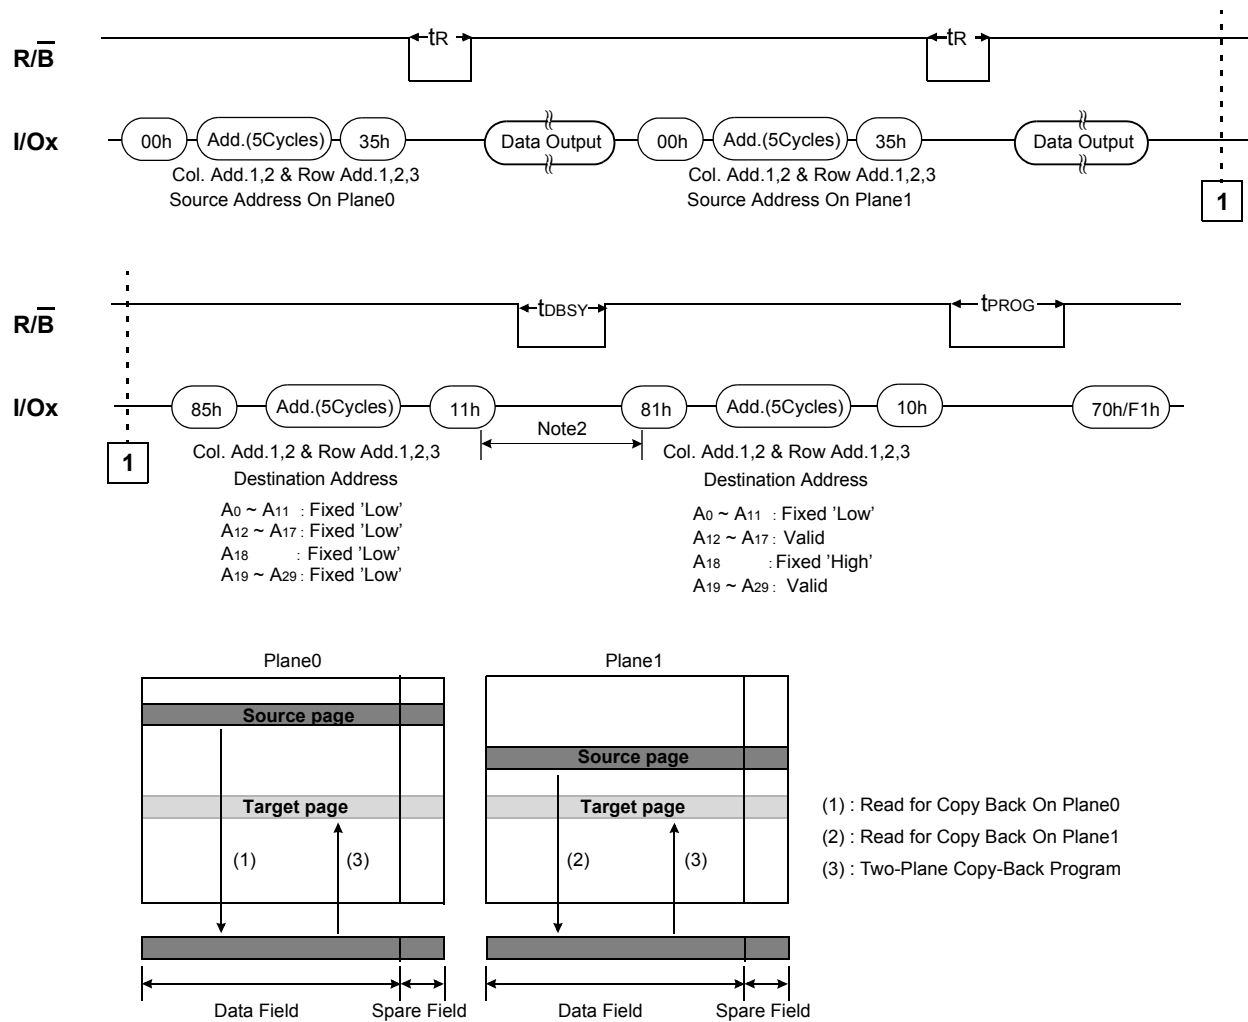 R/B tR tR
I/Ox 00h Add.(5Cycles) 35h Data Output 00h Add.(5Cycles) 35h Data Output
Col. Add.1,2 & Row Add.1,2,3 Col. Add.1,2 & Row Add.1,2,3
Source Address On Plane0 Source Address On Plane1
1
R/B tDBSY tPROG
I/Ox 85h Add.(5Cycles) 11h 81h Add.(5Cycles) 10h 70h/F1h
Note2
1
Col. Add.1,2 & Row Add.1,2,3 Col. Add.1,2 & Row Add.1,2,3
Destination Address Destination Address
A0 ~ A11 : Fixed 'Low' A0 ~ A11 : Fixed 'Low'
A12 ~ A17 : Fixed 'Low' A12 ~ A17 : Valid
A18 : Fixed 'Low' A18 : Fixed 'High'
A19 ~ A29 : Fixed 'Low' A19 ~ A29 : Valid
Plane0 Plane1
Source page
Source page
Target page Target page
(1) (3) (2) (3)
(1) : Read for Copy Back On Plane0
(2) : Read for Copy Back On Plane1
(3) : Two-Plane Copy-Back Program
Data Field Spare Field Data Field Spare Field